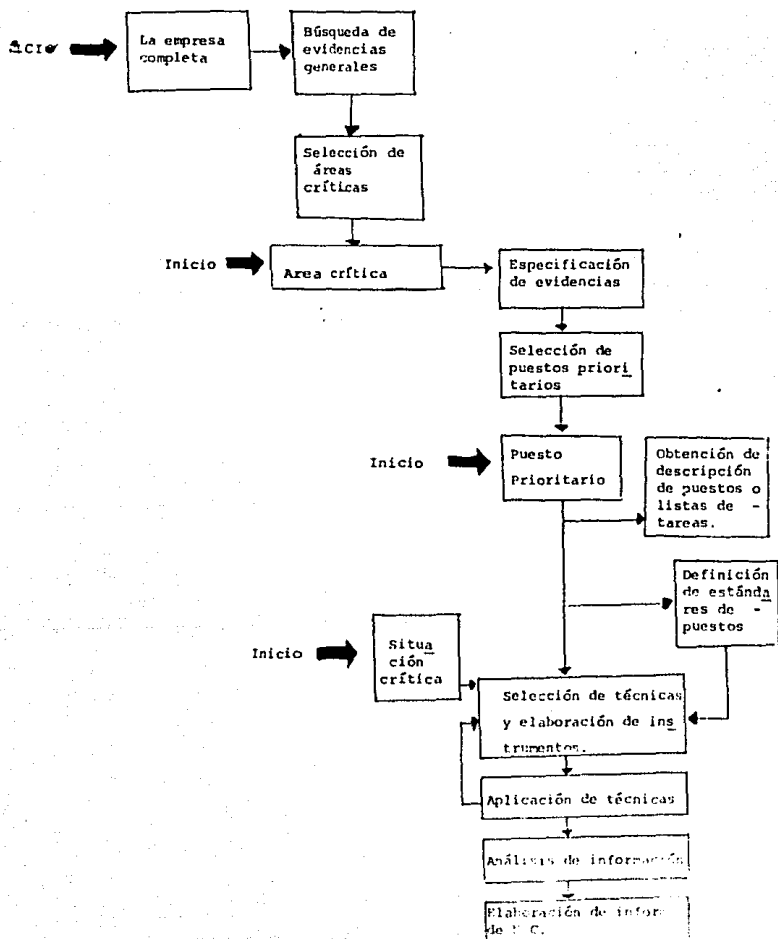 La empresa
completa
Búsqueda de
evidencias
generales
Selección de
áreas
críticas
Inicio
Area crítica
Especificación
de evidencias
Selección de
puestos priori
tarios
Inicio
Puesto
Prioritario
Obtención de
descripción
de puestos o
listas de -
tareas.
Definición
de estánda
res de -
puestos
Inicio
Situa
ción
crítica
Selección de técnicas
y elaboración de ins
trumentos.
Aplicación de técnicas
Análisis de información
Elaboración de infor
de C.